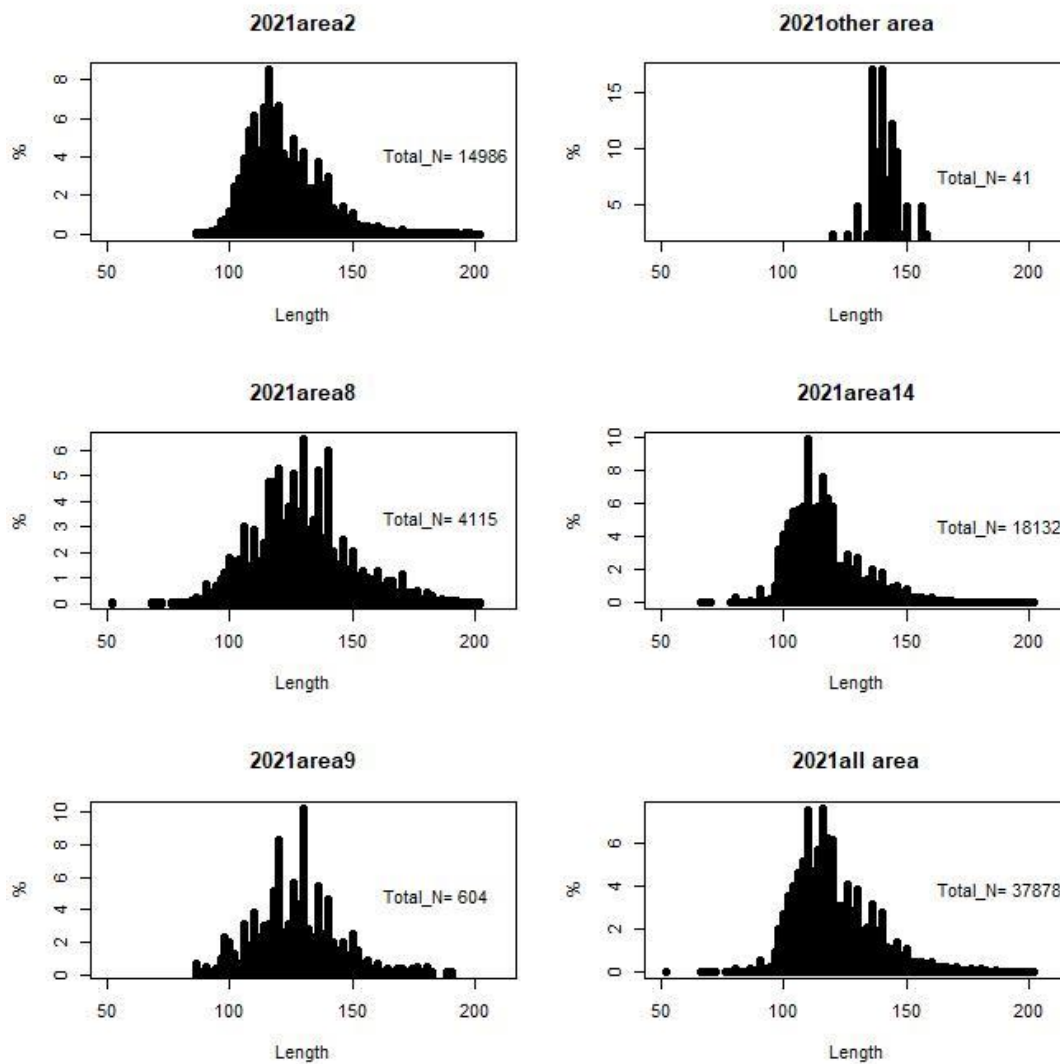 2021area2
%
8
6
4
2
0
Total_N= 14986
50 100 150 200
Length
2021other area
%
15
10
5
Total_N= 41
50 100 150 200
Length
2021area8
%
6
5
4
3
2
1
0
Total_N= 4115
50 100 150 200
Length
2021area14
%
10
8
6
4
2
0
Total_N= 18132
50 100 150 200
Length
2021area9
%
10
8
6
4
2
0
Total_N= 604
50 100 150 200
Length
2021all area
%
6
4
2
0
Total_N= 37878
50 100 150 200
Length